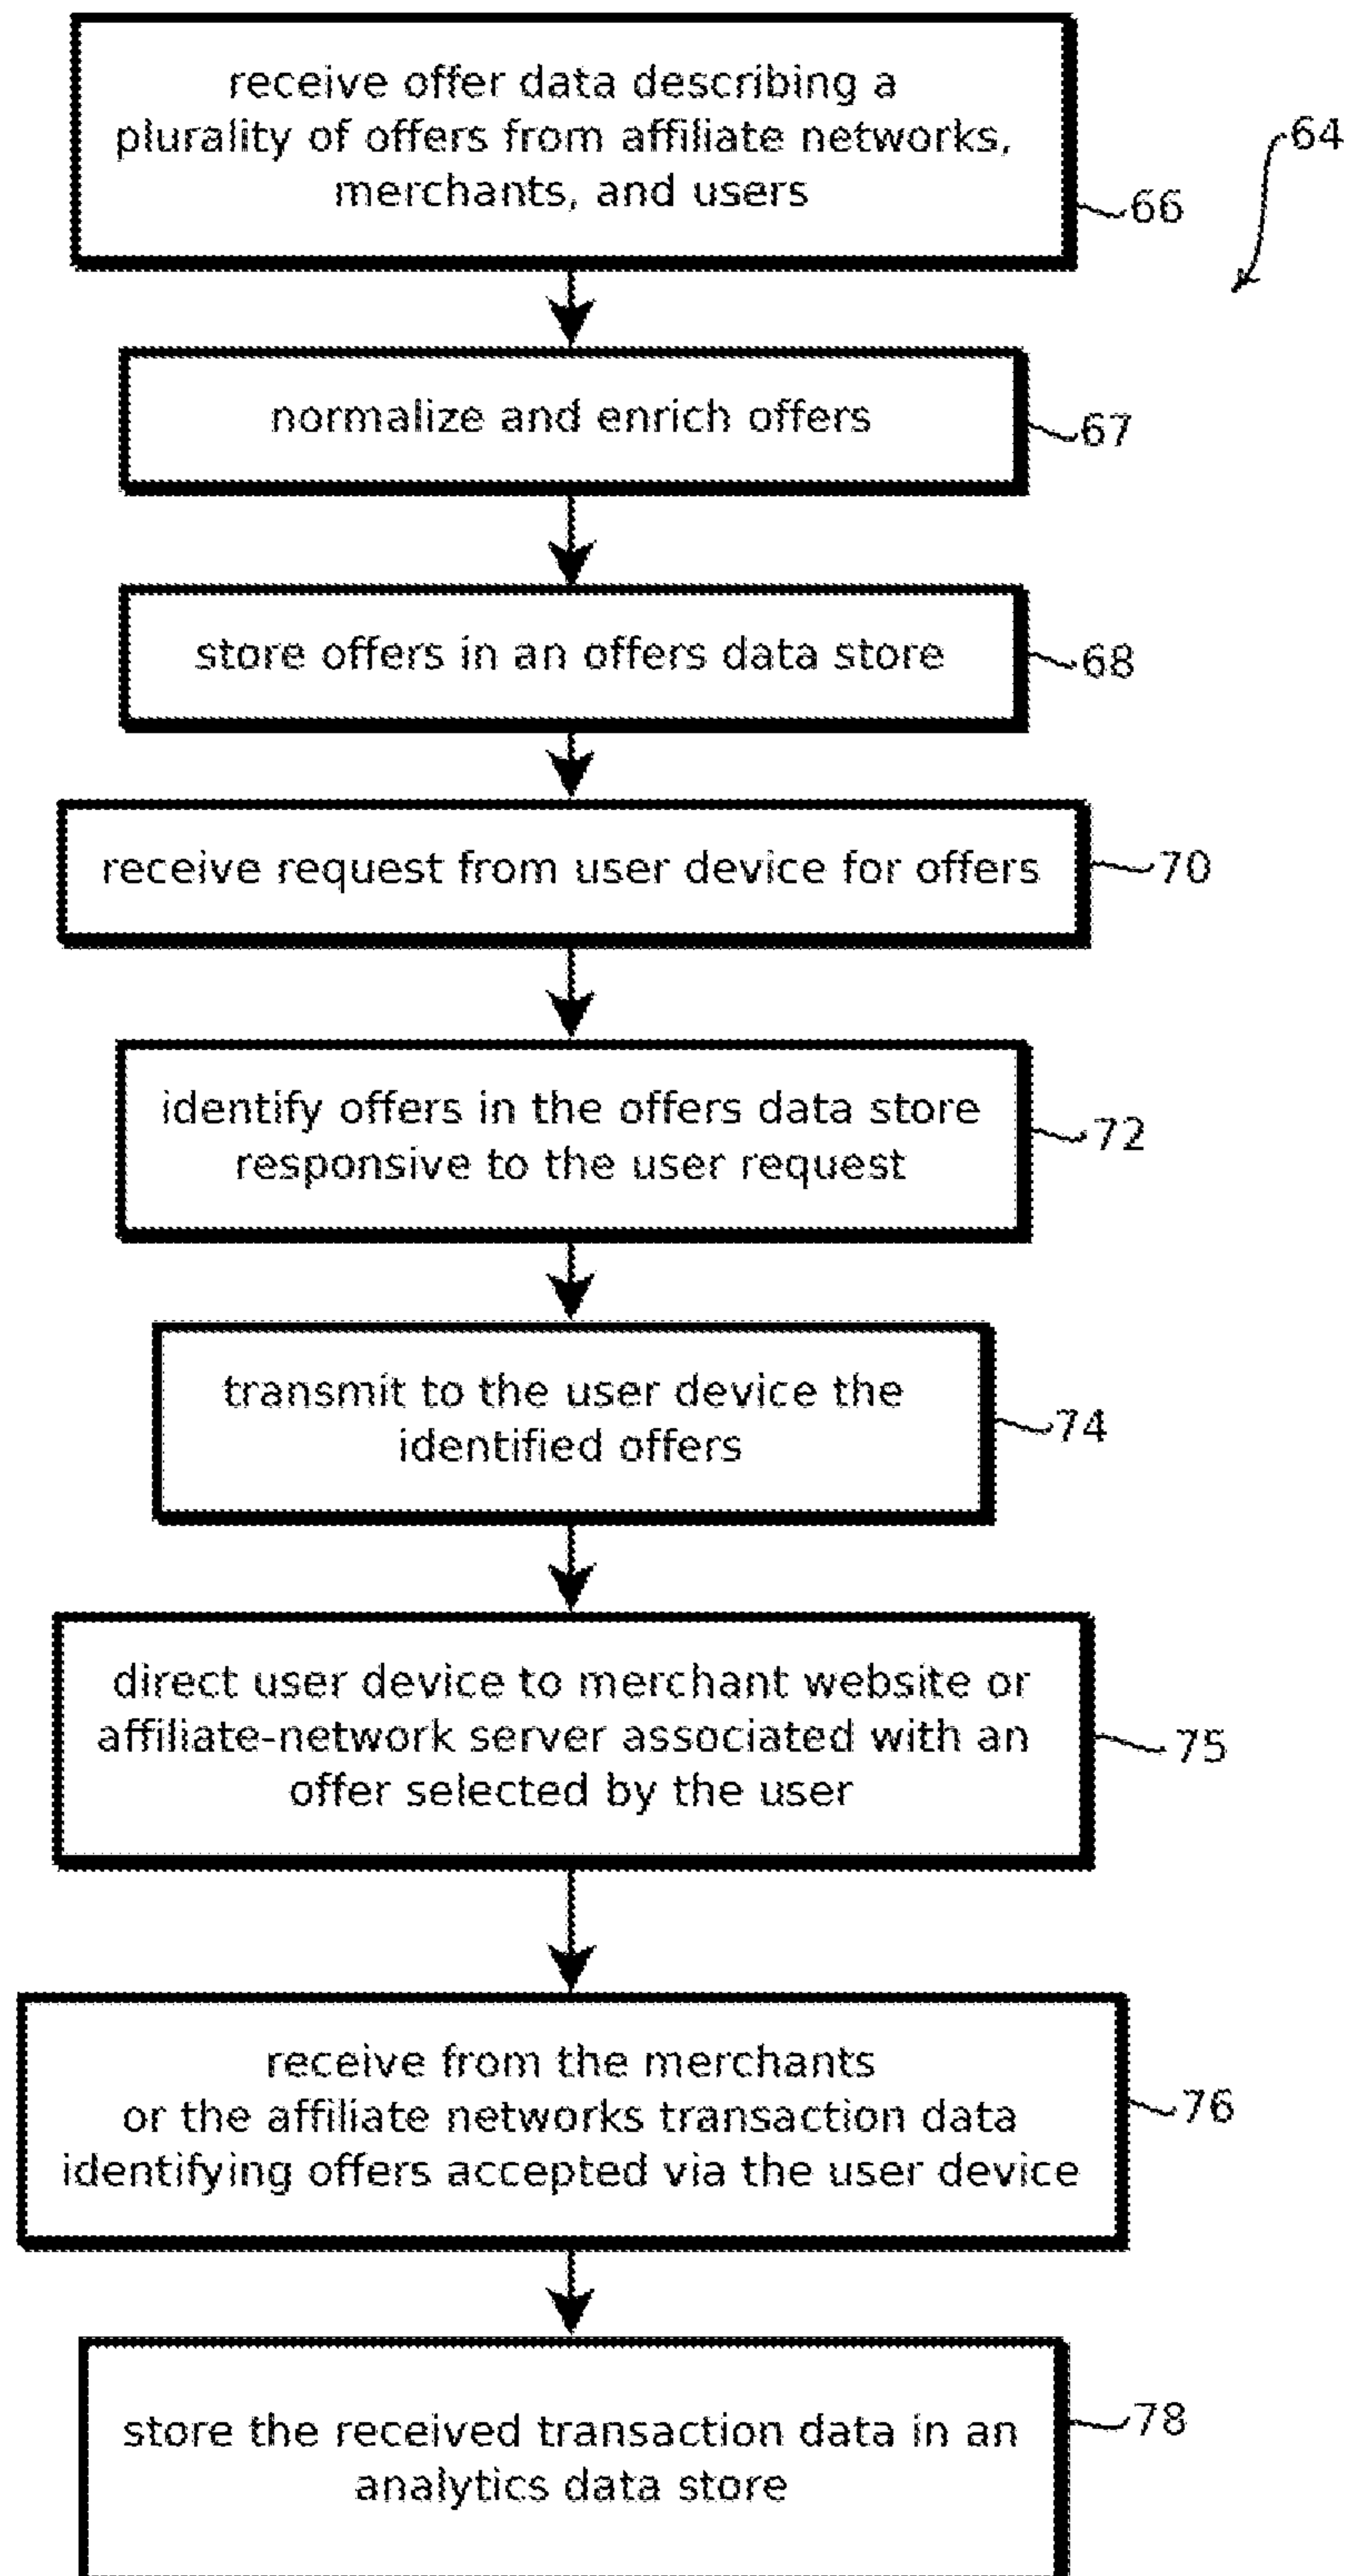 receive offer data describing a
plurality of offers from affiliate networks,
merchants, and users
64
66
normalize and enrich offers
67
store offers in an offers data store
68
receive request from user device for offers
70
identify offers in the offers data store
responsive to the user request
72
transmit to the user device the
identified offers
74
direct user device to merchant website or
affiliate-network server associated with an
offer selected by the user
75
receive from the merchants
or the affiliate networks transaction data
identifying offers accepted via the user device
76
store the received transaction data in an
analytics data store
78